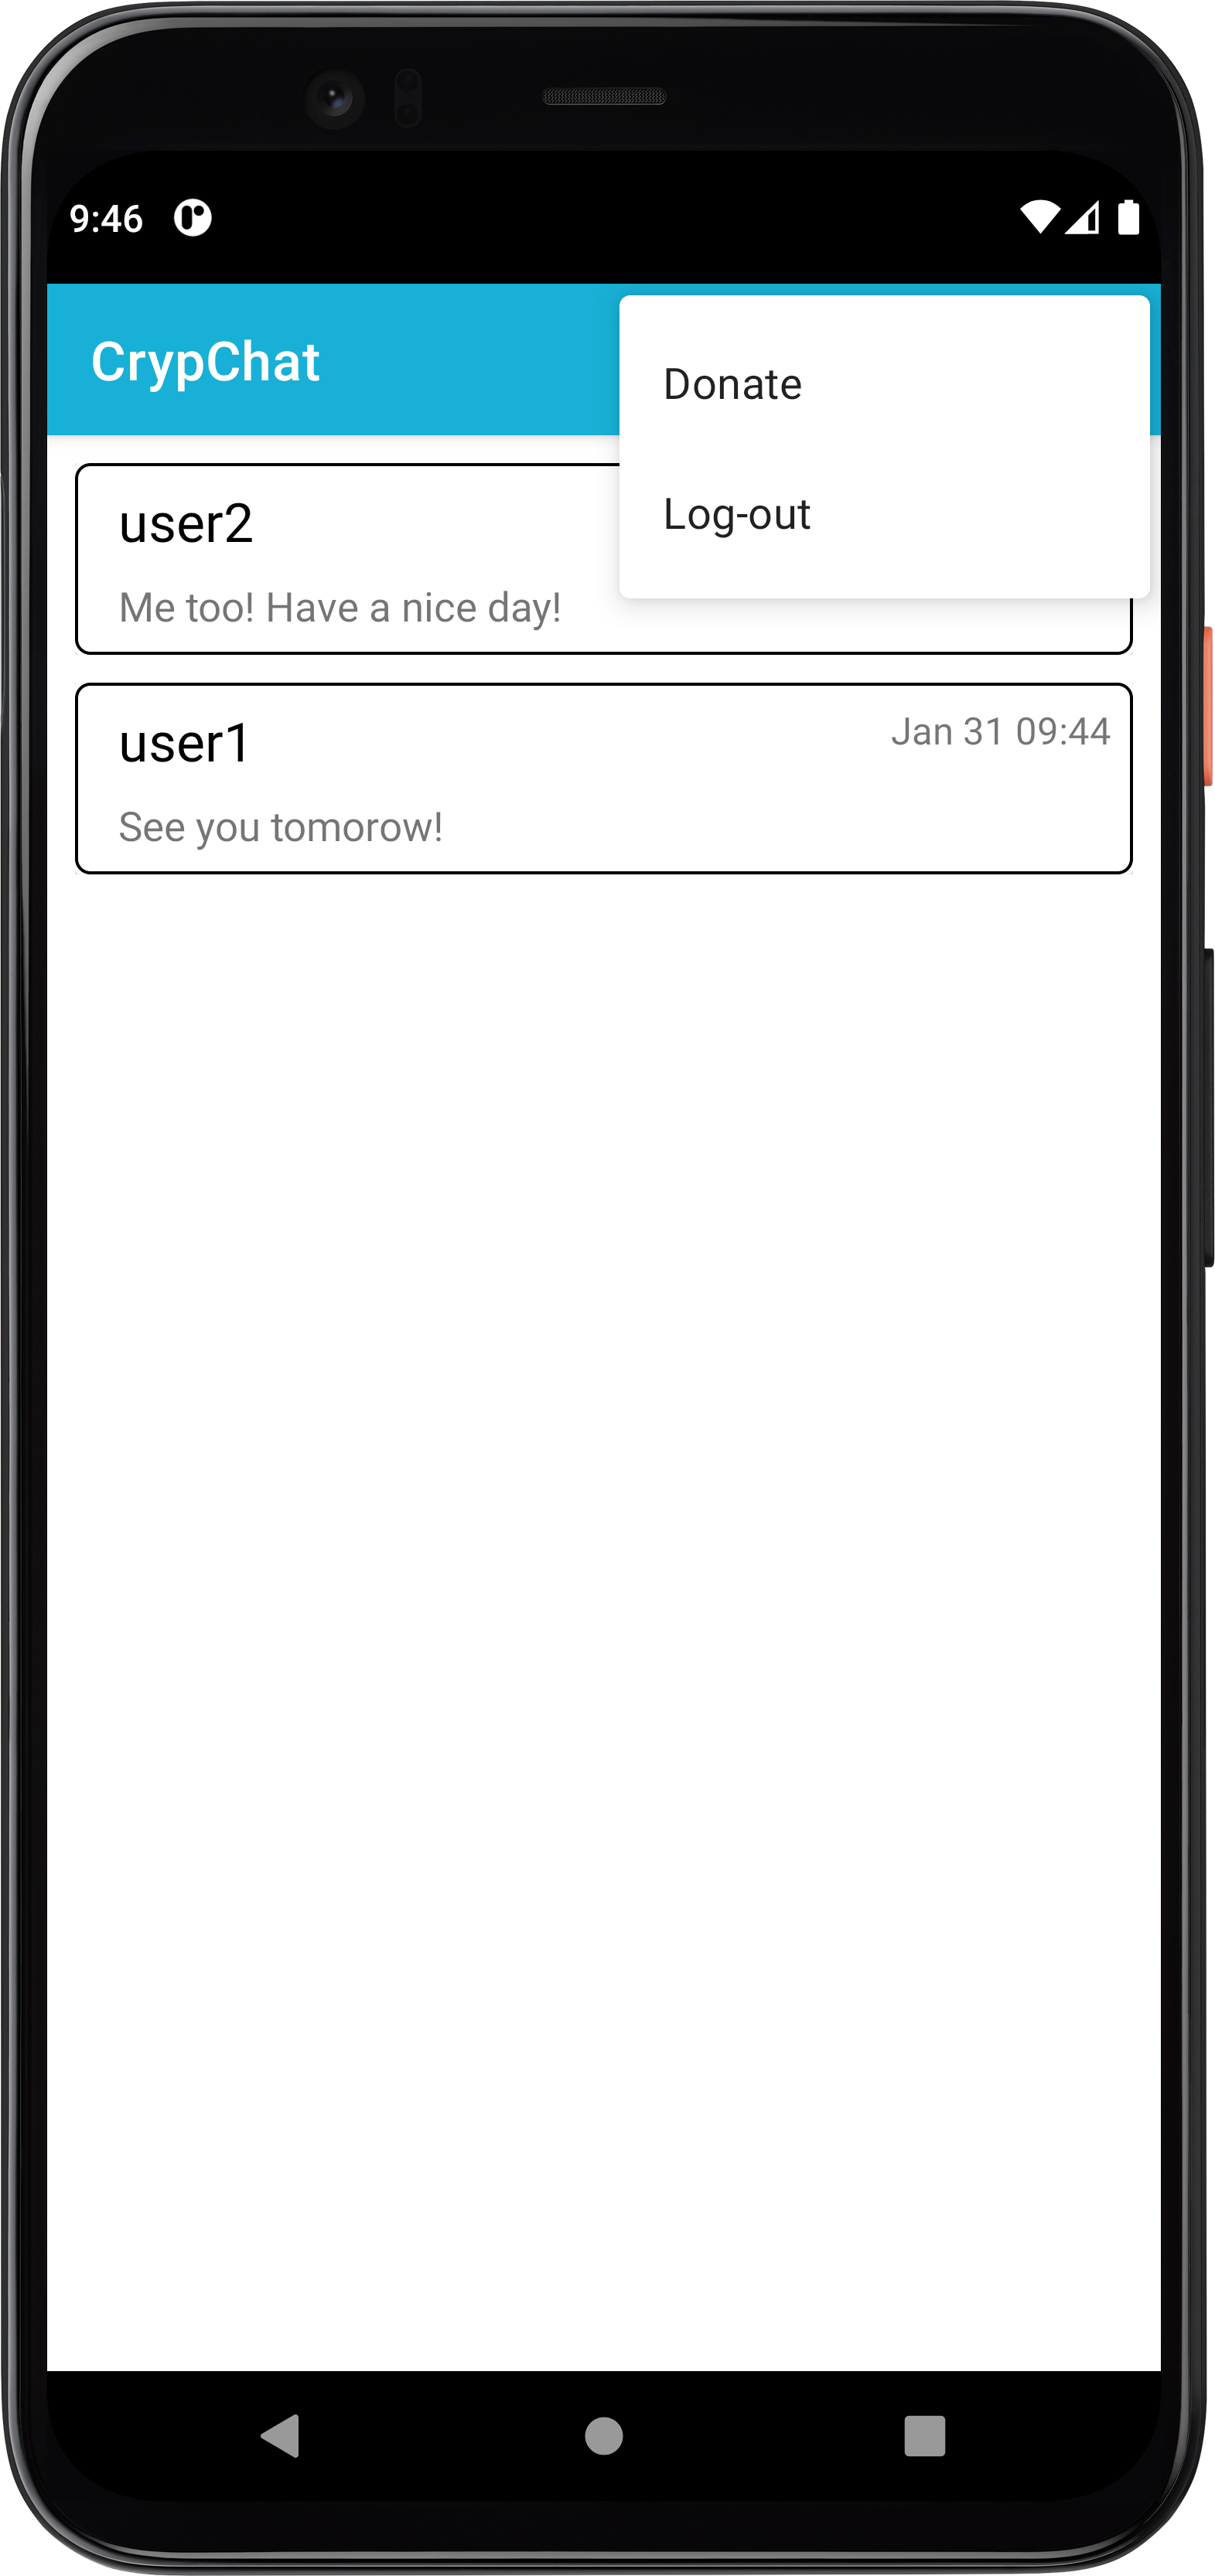 9:46
CrypChat
Donate
Log-out
user2
Me too! Have a nice day!
user1
Jan 31 09:44
See you tomorow!